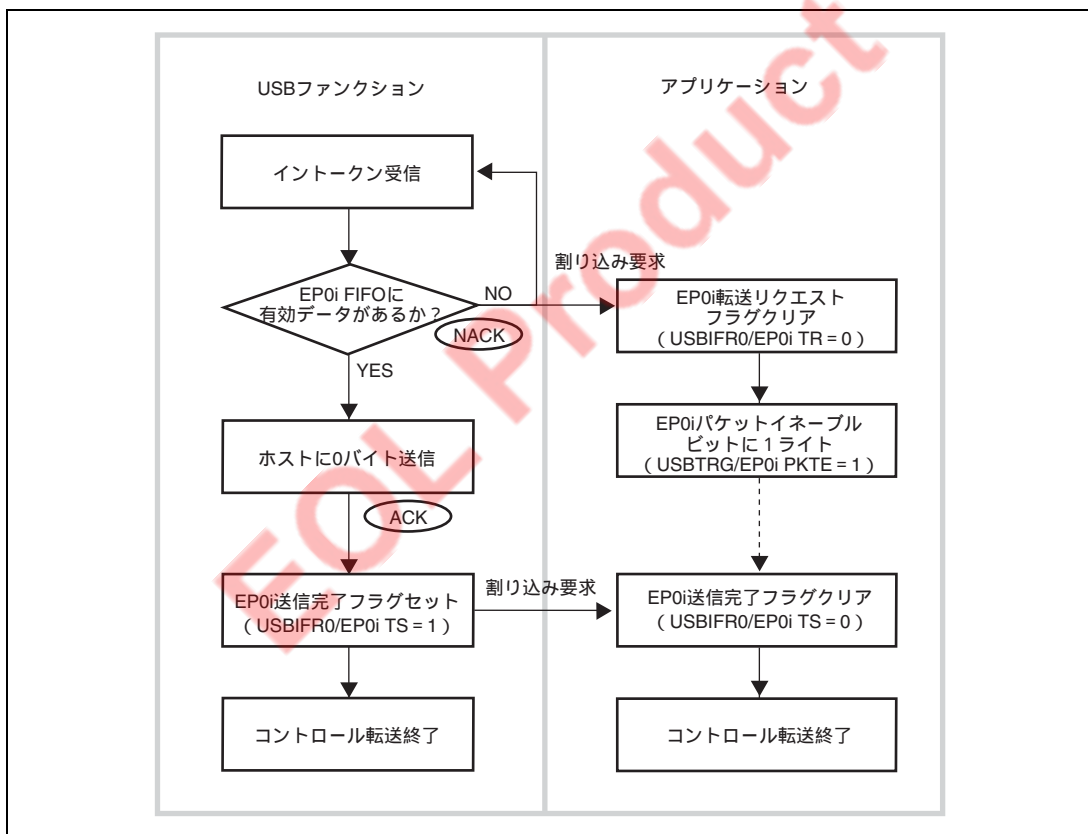 USBファンクション
アプリケーション
イントークン受信
EP0i FIFOに
有効データがあるか？
NO
NACK
YES
割り込み要求
EP0i転送リクエスト
フラグクリア
（USBIFR0/EP0i TR = 0）
EP0iパケットイネーブル
ビットに１ライト
（USBTRG/EP0i PKTE = 1）
ホストに0バイト送信
ACK
EP0i送信完了フラグセット
（USBIFR0/EP0i TS = 1）
割り込み要求
EP0i送信完了フラグクリア
（USBIFR0/EP0i TS = 0）
コントロール転送終了
コントロール転送終了
EOL Product